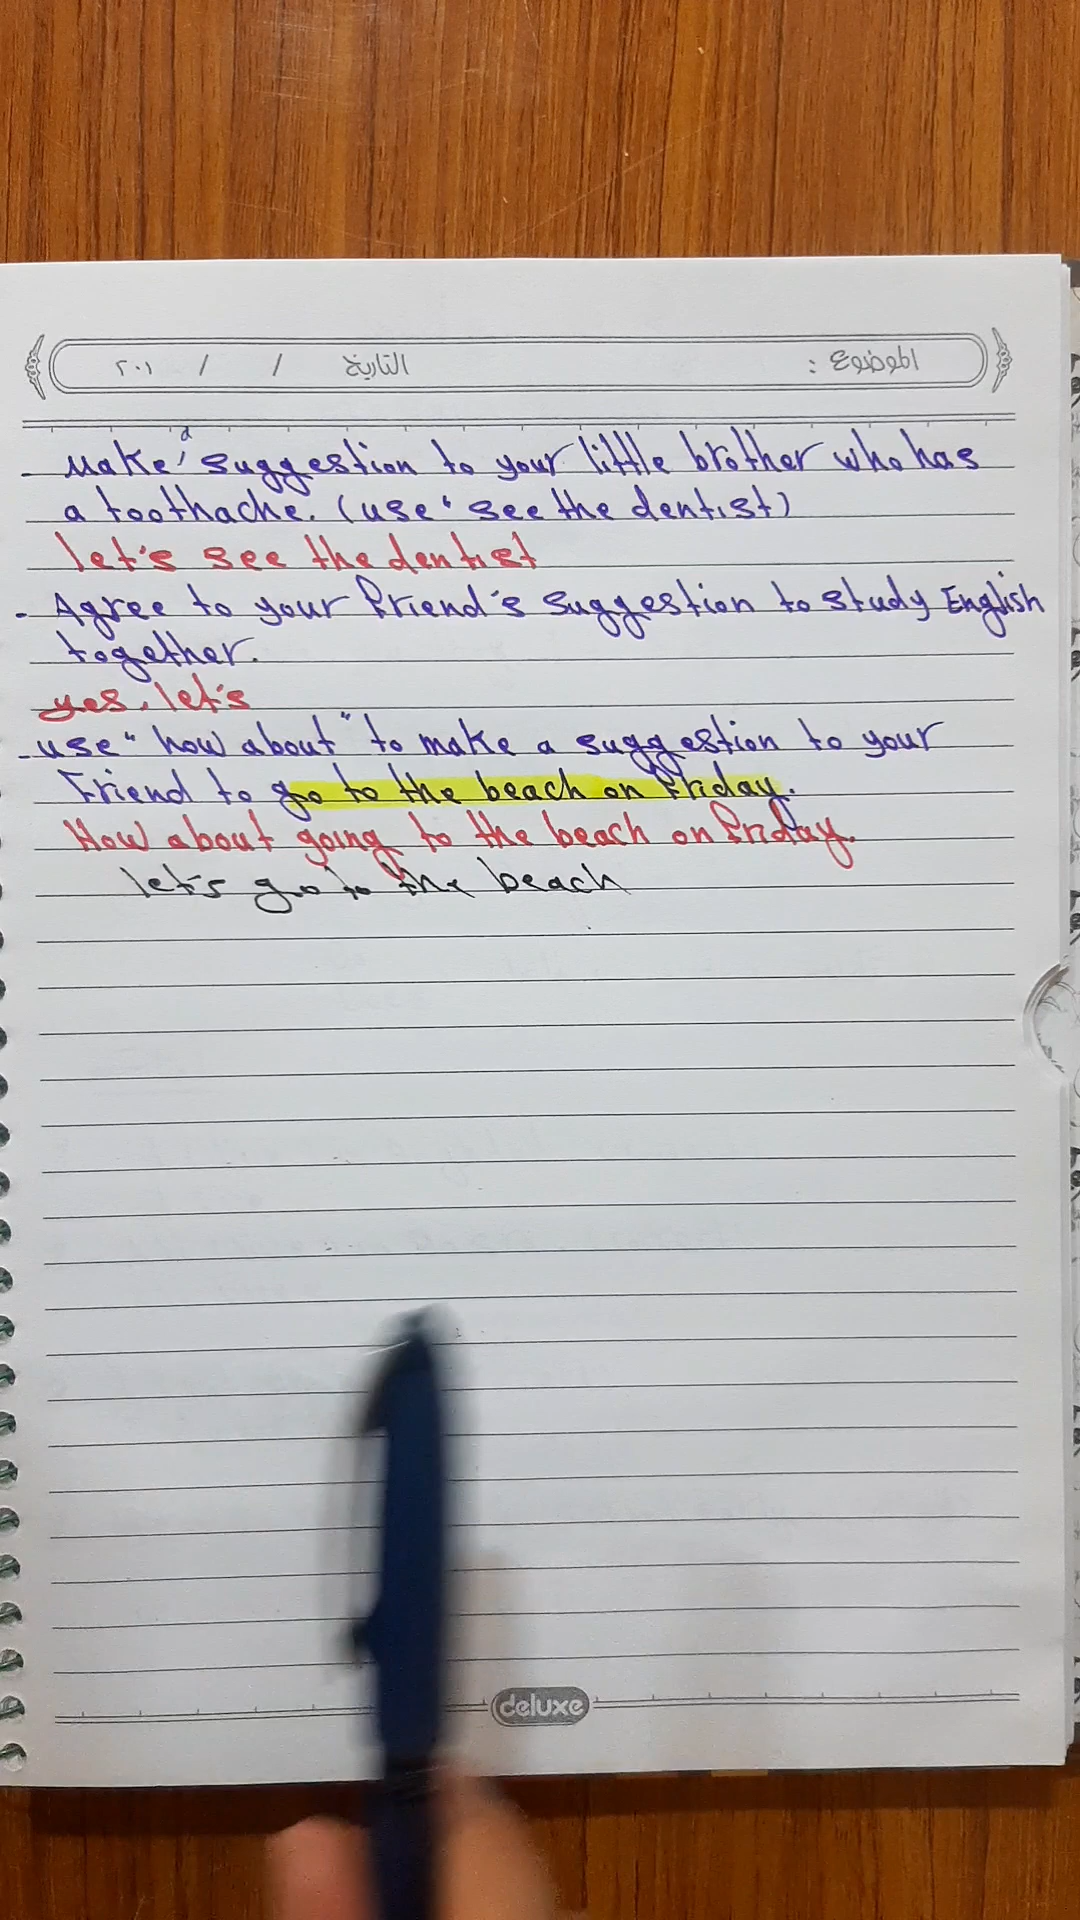 الموضوع : التاريخ / / ٢٠١
- Make a suggestion to your little brother who has
a toothache. (use " see the dentist)
let's see the dentist
- Agree to your Friend's suggestion to study English
together.
yes, let's
- use " how about " to make a suggestion to your
Friend to go to the beach on Friday.
How about going to the beach on Friday.
let's go to the beach
deluxe